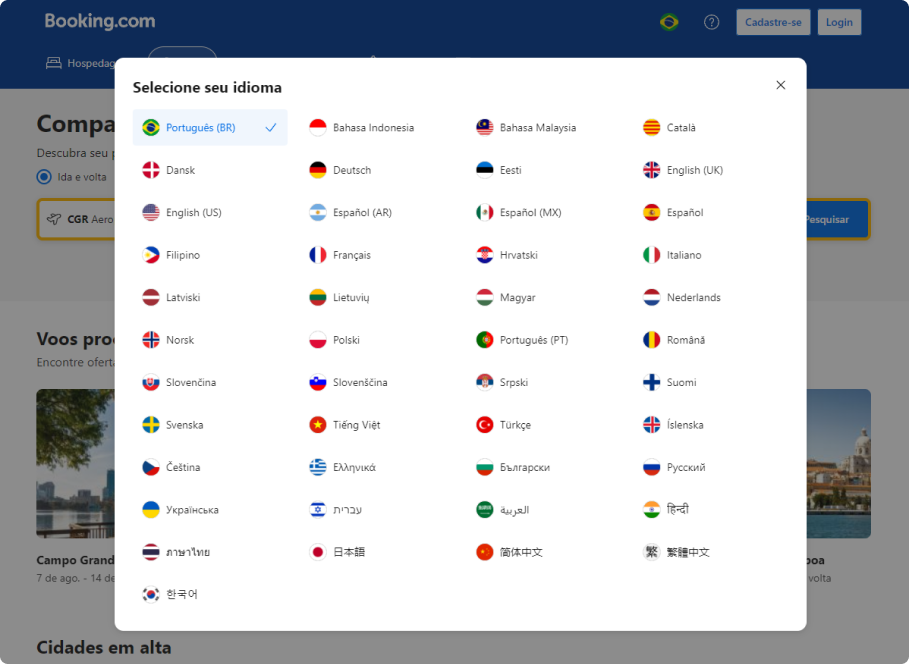 Booking.com
Cadastre-se
Login
Hospedag
Selecione seu idioma
Português (BR) Bahasa Indonesia Bahasa Malaysia Català
Dansk Deutsch Eesti English (UK)
English (US) Español (AR) Español (MX) Español
Filipino Français Hrvatski Italiano
Latviski Lietuvių Magyar Nederlands
Norsk Polski Português (PT) Română
Slovenčina Slovenščina Srpski Suomi
Svenska Tiếng Việt Türkçe Íslenska
Čeština Ελληνικά Български Русский
Українська עברית العربية हिन्दी
ภาษาไทย 日本語 简体中文 繁 繁體中文
한국어
Compa
Descubra seu p
Ida e volta
CGR Aero
Pesquisar
Voos pro
Encontre oferta
Campo Grand
7 de ago. - 14 de
boa
volta
Cidades em alta